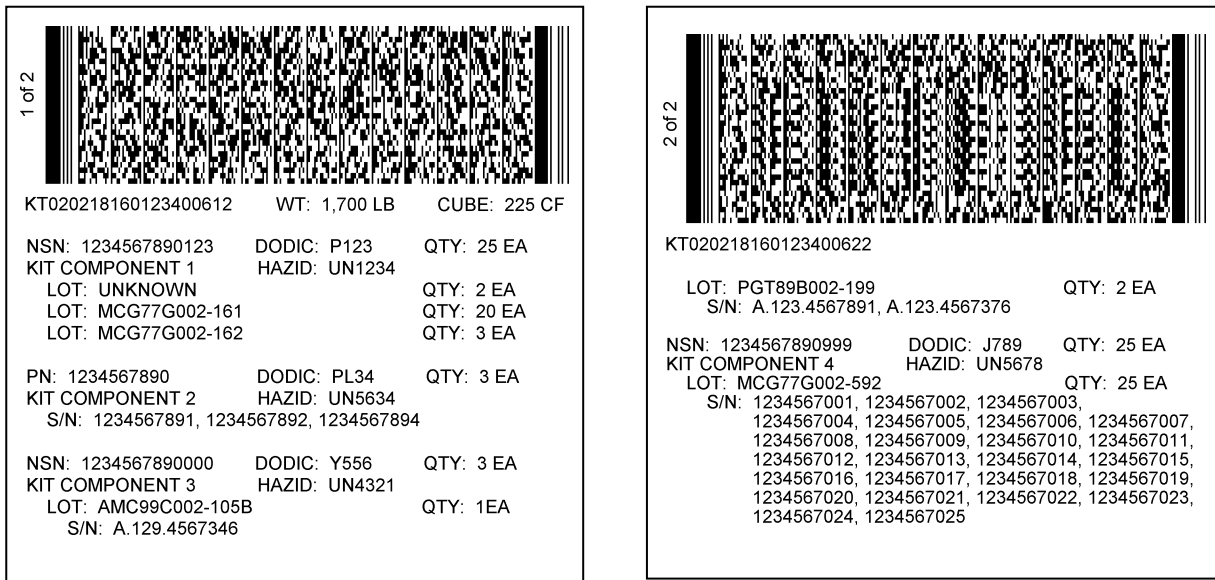 1 of 2
KT020218160123400612 WT: 1,700 LB CUBE: 225 CF
NSN: 1234567890123 DODIC: P123 QTY: 25 EA
KIT COMPONENT 1 HAZID: UN1234
LOT: UNKNOWN QTY: 2 EA
LOT: MCG77G002-161 QTY: 20 EA
LOT: MCG77G002-162 QTY: 3 EA
PN: 1234567890 DODIC: PL34 QTY: 3 EA
KIT COMPONENT 2 HAZID: UN5634
S/N: 1234567891, 1234567892, 1234567894
NSN: 1234567890000 DODIC: Y556 QTY: 3 EA
KIT COMPONENT 3 HAZID: UN4321
LOT: AMC99C002-105B QTY: 1EA
S/N: A.129.4567346
2 of 2
KT020218160123400622
LOT: PGT89B002-199 QTY: 2 EA
S/N: A.123.4567891, A.123.4567376
NSN: 1234567890999 DODIC: J789 QTY: 25 EA
KIT COMPONENT 4 HAZID: UN5678
LOT: MCG77G002-592 QTY: 25 EA
S/N: 1234567001, 1234567002, 1234567003,
1234567004, 1234567005, 1234567006, 1234567007,
1234567008, 1234567009, 1234567010, 1234567011,
1234567012, 1234567013, 1234567014, 1234567015,
1234567016, 1234567017, 1234567018, 1234567019,
1234567020, 1234567021, 1234567022, 1234567023,
1234567024, 1234567025